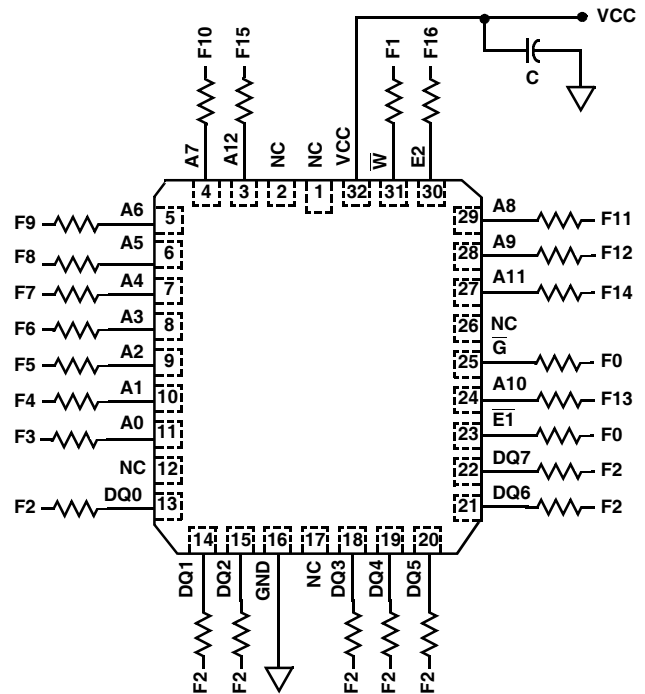 VCC
C
F10
F15
F1
F16
A7
A12
NC
NC
VCC
W̅
E2
4
3
2
1
32
31
30
F9
A6
5
F8
A5
6
F7
A4
7
F6
A3
8
F5
A2
9
F4
A1
10
F3
A0
11
NC
12
F2
DQ0
13
29
A8
F11
28
A9
F12
27
A11
F14
26
NC
25
G̅
F0
24
A10
F13
23
E̅1̅
F0
22
DQ7
F2
21
DQ6
F2
14
15
16
17
18
19
20
DQ1
DQ2
GND
NC
DQ3
DQ4
DQ5
F2
F2
F2
F2
F2